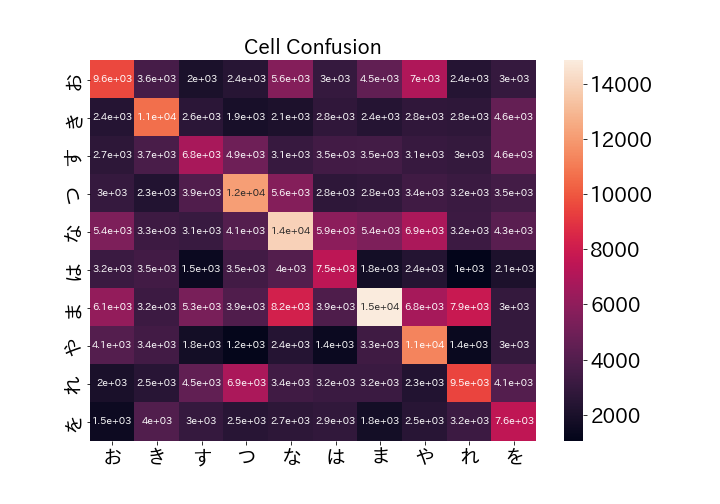 Cell Confusion
お 9.6e+03 3.6e+03 2e+03 2.4e+03 5.6e+03 3e+03 4.5e+03 7e+03 2.4e+03 3e+03
き 2.4e+03 1.1e+04 2.6e+03 1.9e+03 2.1e+03 2.8e+03 2.4e+03 2.8e+03 2.8e+03 4.6e+03
す 2.7e+03 3.7e+03 6.8e+03 4.9e+03 3.1e+03 3.5e+03 3.5e+03 3.1e+03 3e+03 4.6e+03
つ 3e+03 2.3e+03 3.9e+03 1.2e+04 5.6e+03 2.8e+03 2.8e+03 3.4e+03 3.2e+03 3.5e+03
な 5.4e+03 3.3e+03 3.1e+03 4.1e+03 1.4e+04 5.9e+03 5.4e+03 6.9e+03 3.2e+03 4.3e+03
は 3.2e+03 3.5e+03 1.5e+03 3.5e+03 4e+03 7.5e+03 1.8e+03 2.4e+03 1e+03 2.1e+03
ま 6.1e+03 3.2e+03 5.3e+03 3.9e+03 8.2e+03 3.9e+03 1.5e+04 6.8e+03 7.9e+03 3e+03
や 4.1e+03 3.4e+03 1.8e+03 1.2e+03 2.4e+03 1.4e+03 3.3e+03 1.1e+04 1.4e+03 3e+03
れ 2e+03 2.5e+03 4.5e+03 6.9e+03 3.4e+03 3.2e+03 3.2e+03 2.3e+03 9.5e+03 4.1e+03
を 1.5e+03 4e+03 3e+03 2.5e+03 2.7e+03 2.9e+03 1.8e+03 2.5e+03 3.2e+03 7.6e+03
お き す つ な は ま や れ を
14000
12000
10000
8000
6000
4000
2000